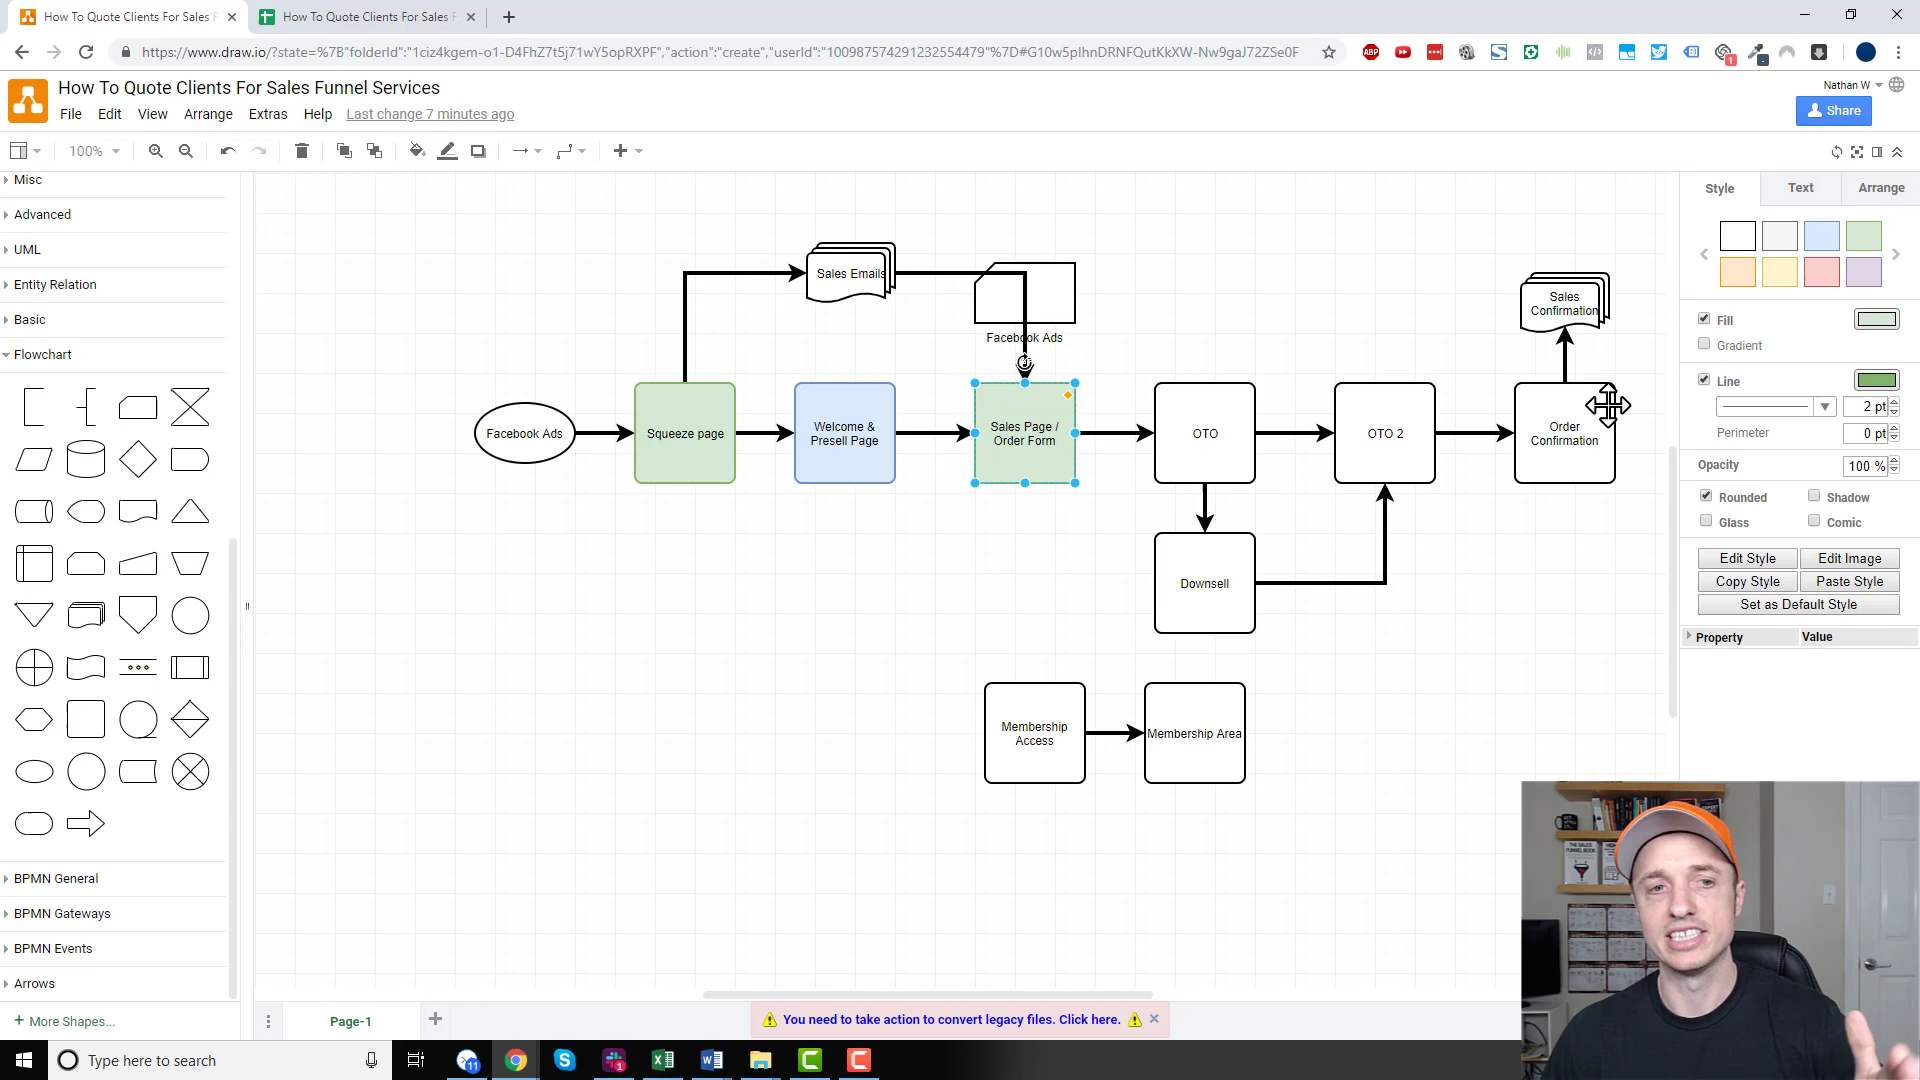 How To Quote Clients For Sales F
How To Quote Clients For Sales F
https://www.draw.io/?state=%7B"folderId":"1ciz4kgem-o1-D4FhZ7t5j71wY5opRXPF","action":"create","userId":"100987574291232554479"%7D#G10w5pIhnDRNFQutKkXW-Nw9gaJ72ZSe0F
ABP
1
How To Quote Clients For Sales Funnel Services
Nathan W
File Edit View Arrange Extras Help Last change 7 minutes ago
Share
100%
Misc
Advanced
UML
Entity Relation
Basic
Flowchart
BPMN General
BPMN Gateways
BPMN Events
Arrows
+ More Shapes...
Sales Emails
Facebook Ads
Sales
Confirmation
Facebook Ads
Squeeze page
Welcome &
Presell Page
Sales Page /
Order Form
OTO
OTO 2
Order
Confirmation
Downsell
Membership
Access
Membership Area
Style Text Arrange
Fill
Gradient
Line
2 pt
Perimeter 0 pt
Opacity 100 %
Rounded Shadow
Glass Comic
Edit Style Edit Image
Copy Style Paste Style
Set as Default Style
Property Value
Page-1
You need to take action to convert legacy files. Click here.
Type here to search
11
1